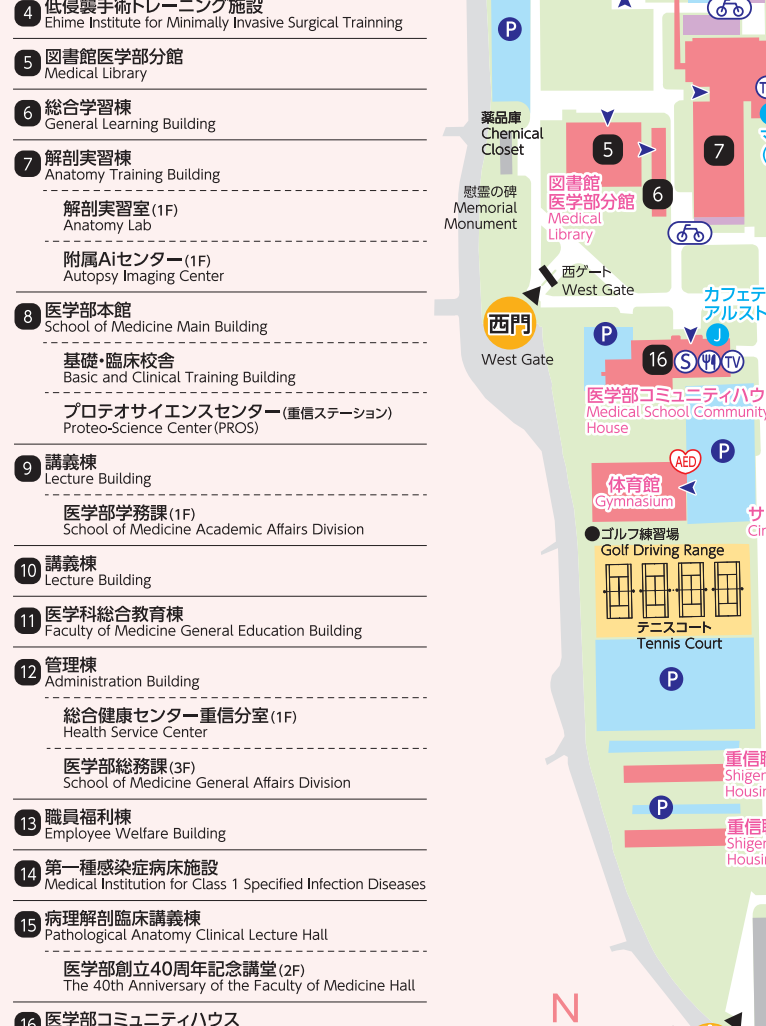 4 低侵襲手術トレーニング施設
Ehime Institute for Minimally Invasive Surgical Trainning
5 図書館医学部分館
Medical Library
6 総合学習棟
General Learning Building
7 解剖実習棟
Anatomy Training Building
解剖実習室(1F)
Anatomy Lab
附属Aiセンター(1F)
Autopsy Imaging Center
8 医学部本館
School of Medicine Main Building
基礎・臨床校舎
Basic and Clinical Training Building
プロテオサイエンスセンター(重信ステーション)
Proteo-Science Center(PROS)
9 講義棟
Lecture Building
医学部学務課(1F)
School of Medicine Academic Affairs Division
10 講義棟
Lecture Building
11 医学科総合教育棟
Faculty of Medicine General Education Building
12 管理棟
Administration Building
総合健康センター重信分室(1F)
Health Service Center
医学部総務課(3F)
School of Medicine General Affairs Division
13 職員福利棟
Employee Welfare Building
14 第一種感染症病床施設
Medical Institution for Class 1 Specified Infection Diseases
15 病理解剖臨床講義棟
Pathological Anatomy Clinical Lecture Hall
医学部創立40周年記念講堂(2F)
The 40th Anniversary of the Faculty of Medicine Hall
16 医学部コミュニティハウス
P
薬品庫
Chemical
Closet
5
7
6
図書館
医学部分館
Medical
Library
慰霊の碑
Memorial
Monument
西ゲート
West Gate
西門
West Gate
カフェテ
アルスト
J
P
16 S TV
医学部コミュニティハウ
Medical School Community
House
P
AED
体育館
Gymnasium
サ
Cir
ゴルフ練習場
Golf Driving Range
テニスコート
Tennis Court
P
重信職
Shiger
Housin
P
重信職
Shiger
Housin
N